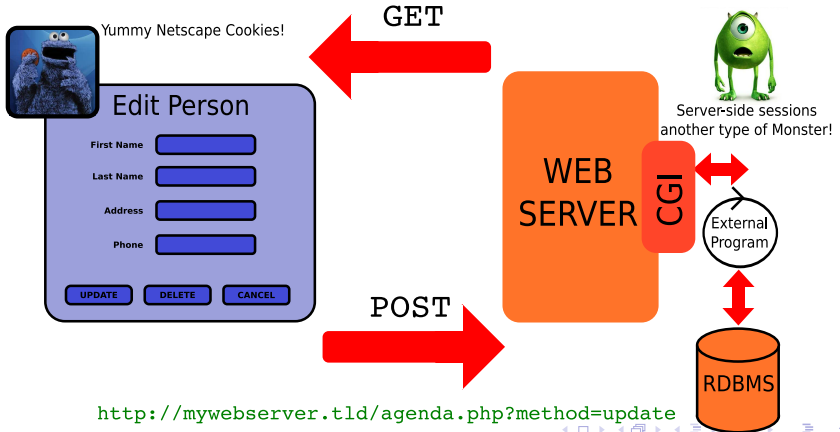 GET
Yummy Netscape Cookies!
Edit Person
First Name
Last Name
Address
Phone
UPDATE
DELETE
CANCEL
WEB
SERVER
CGI
Server-side sessions
another type of Monster!
External
Program
RDBMS
POST
http://mywebserver.tld/agenda.php?method=update